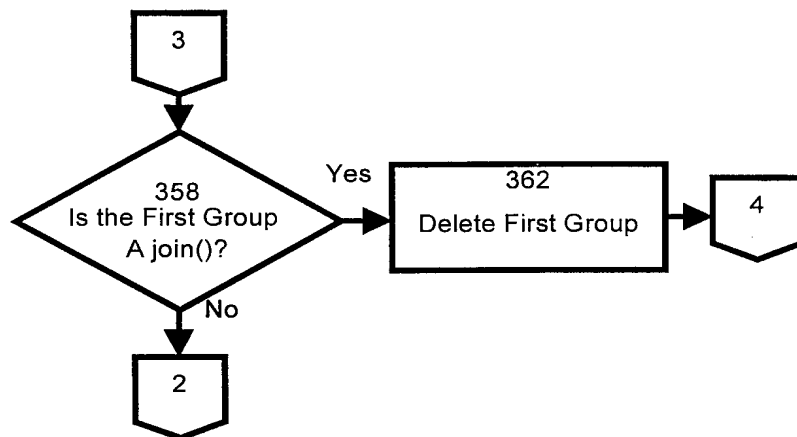 3
358
Is the First Group
A join()?
Yes
362
Delete First Group
4
No
2